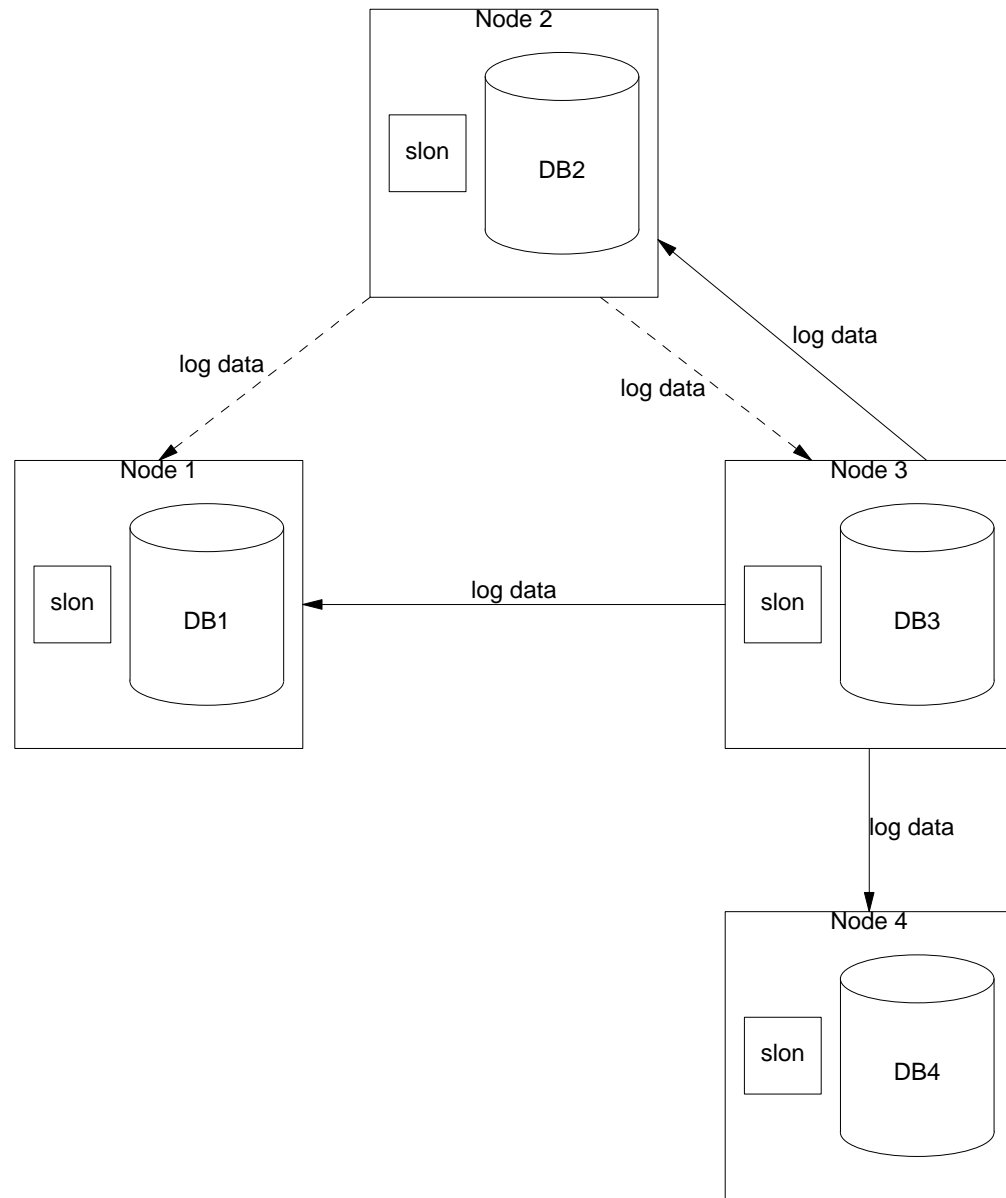 Node 2
slon
DB2
log data
log data
log data
Node 1
Node 3
slon
DB1
log data
slon
DB3
log data
Node 4
slon
DB4